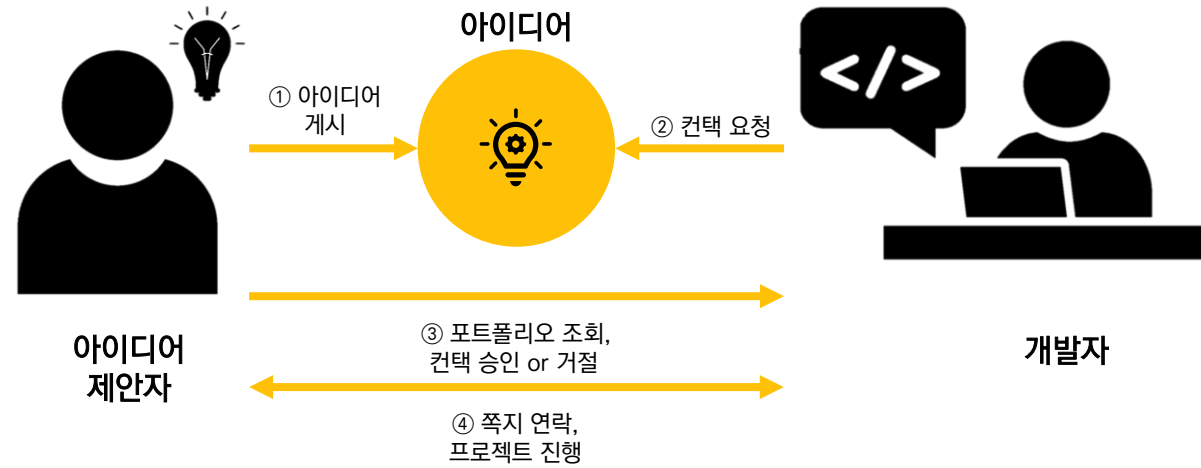 아이디어
① 아이디어
게시
② 컨택 요청
</>
③ 포트폴리오 조회,
컨택 승인 or 거절
④ 쪽지 연락,
프로젝트 진행
아이디어
제안자
개발자